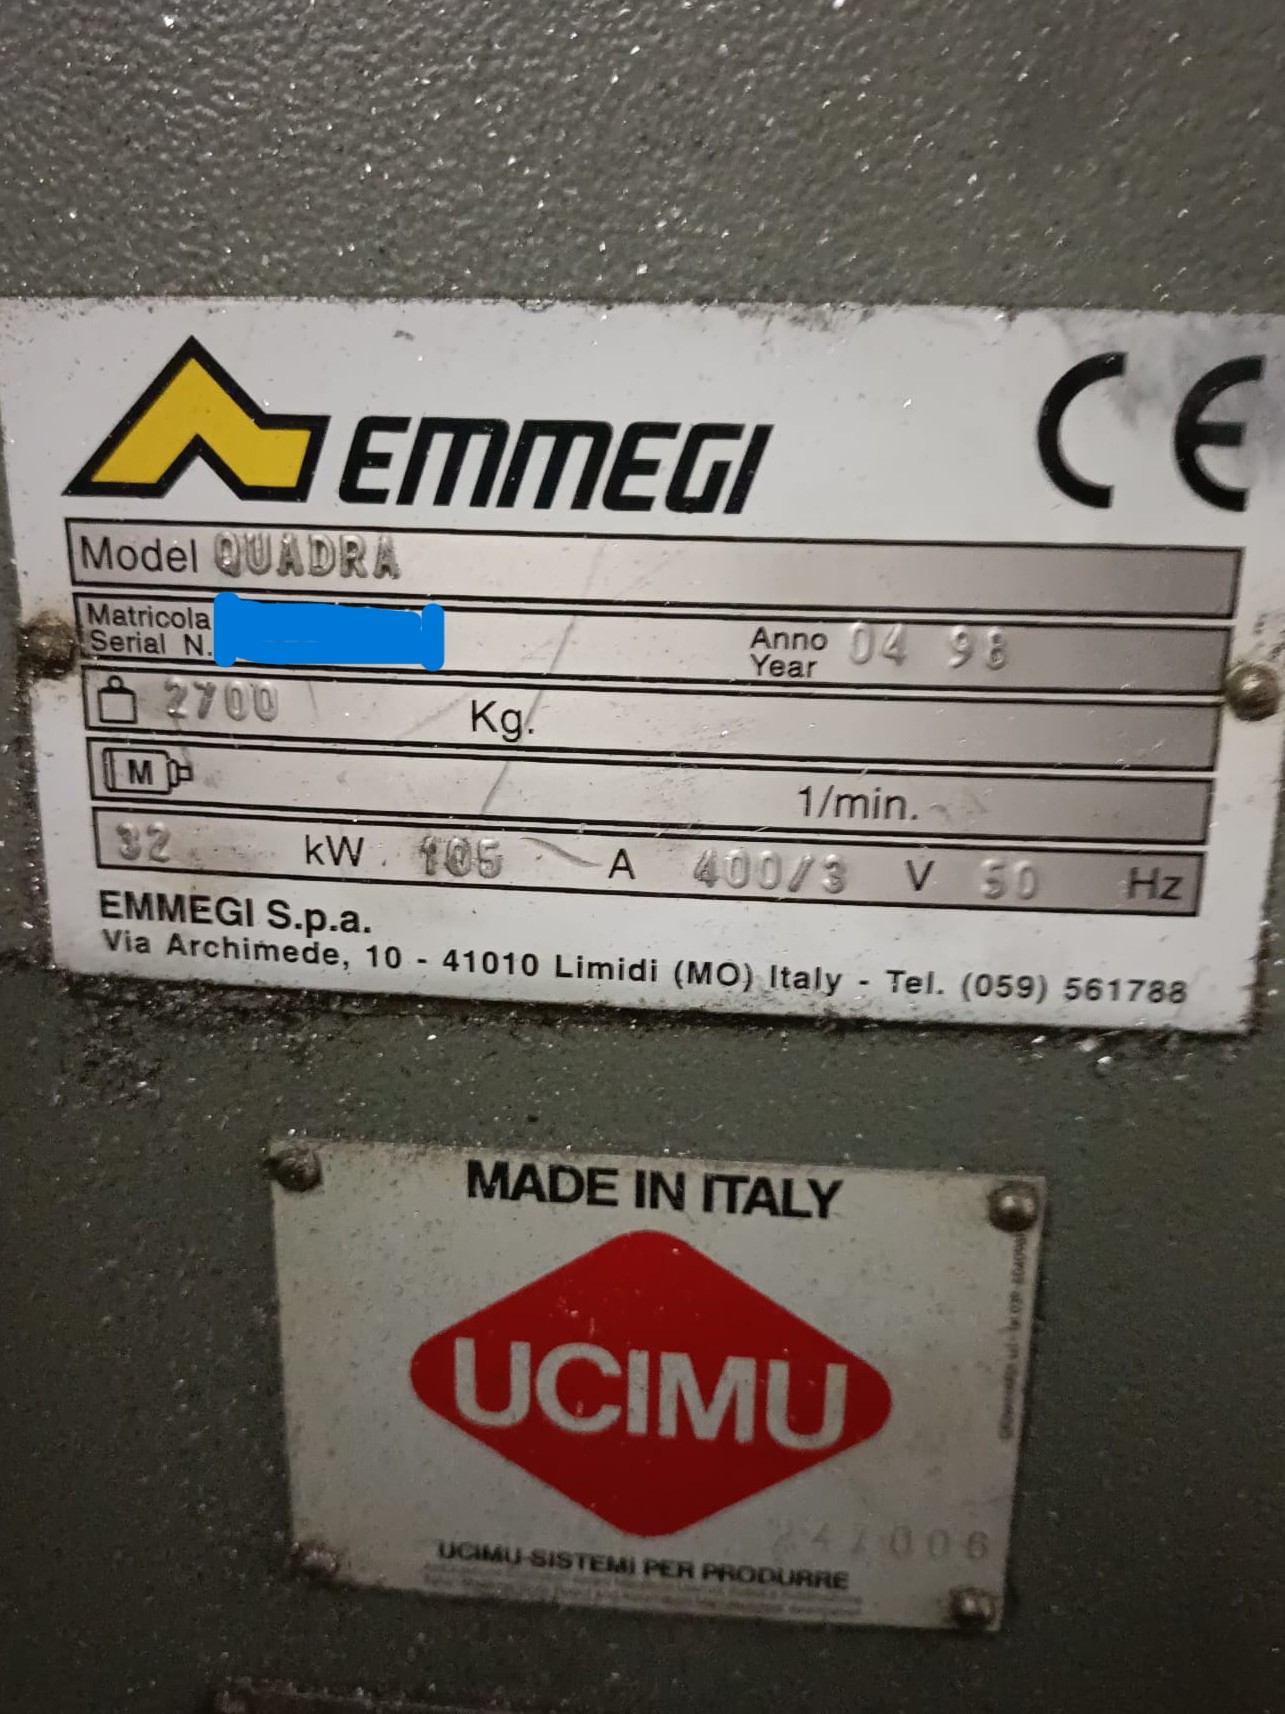 EMMEGI
CE
Model QUADRA
Matricola
Serial N.
Anno
Year 04 98
2700 Kg.
M 1/min.
32 kW 105 A 400/3 V 50 Hz
EMMEGI S.p.a.
Via Archimede, 10 - 41010 Limidi (MO) Italy - Tel. (059) 561788
MADE IN ITALY
UCIMU
UCIMU-SISTEMI PER PRODURRE